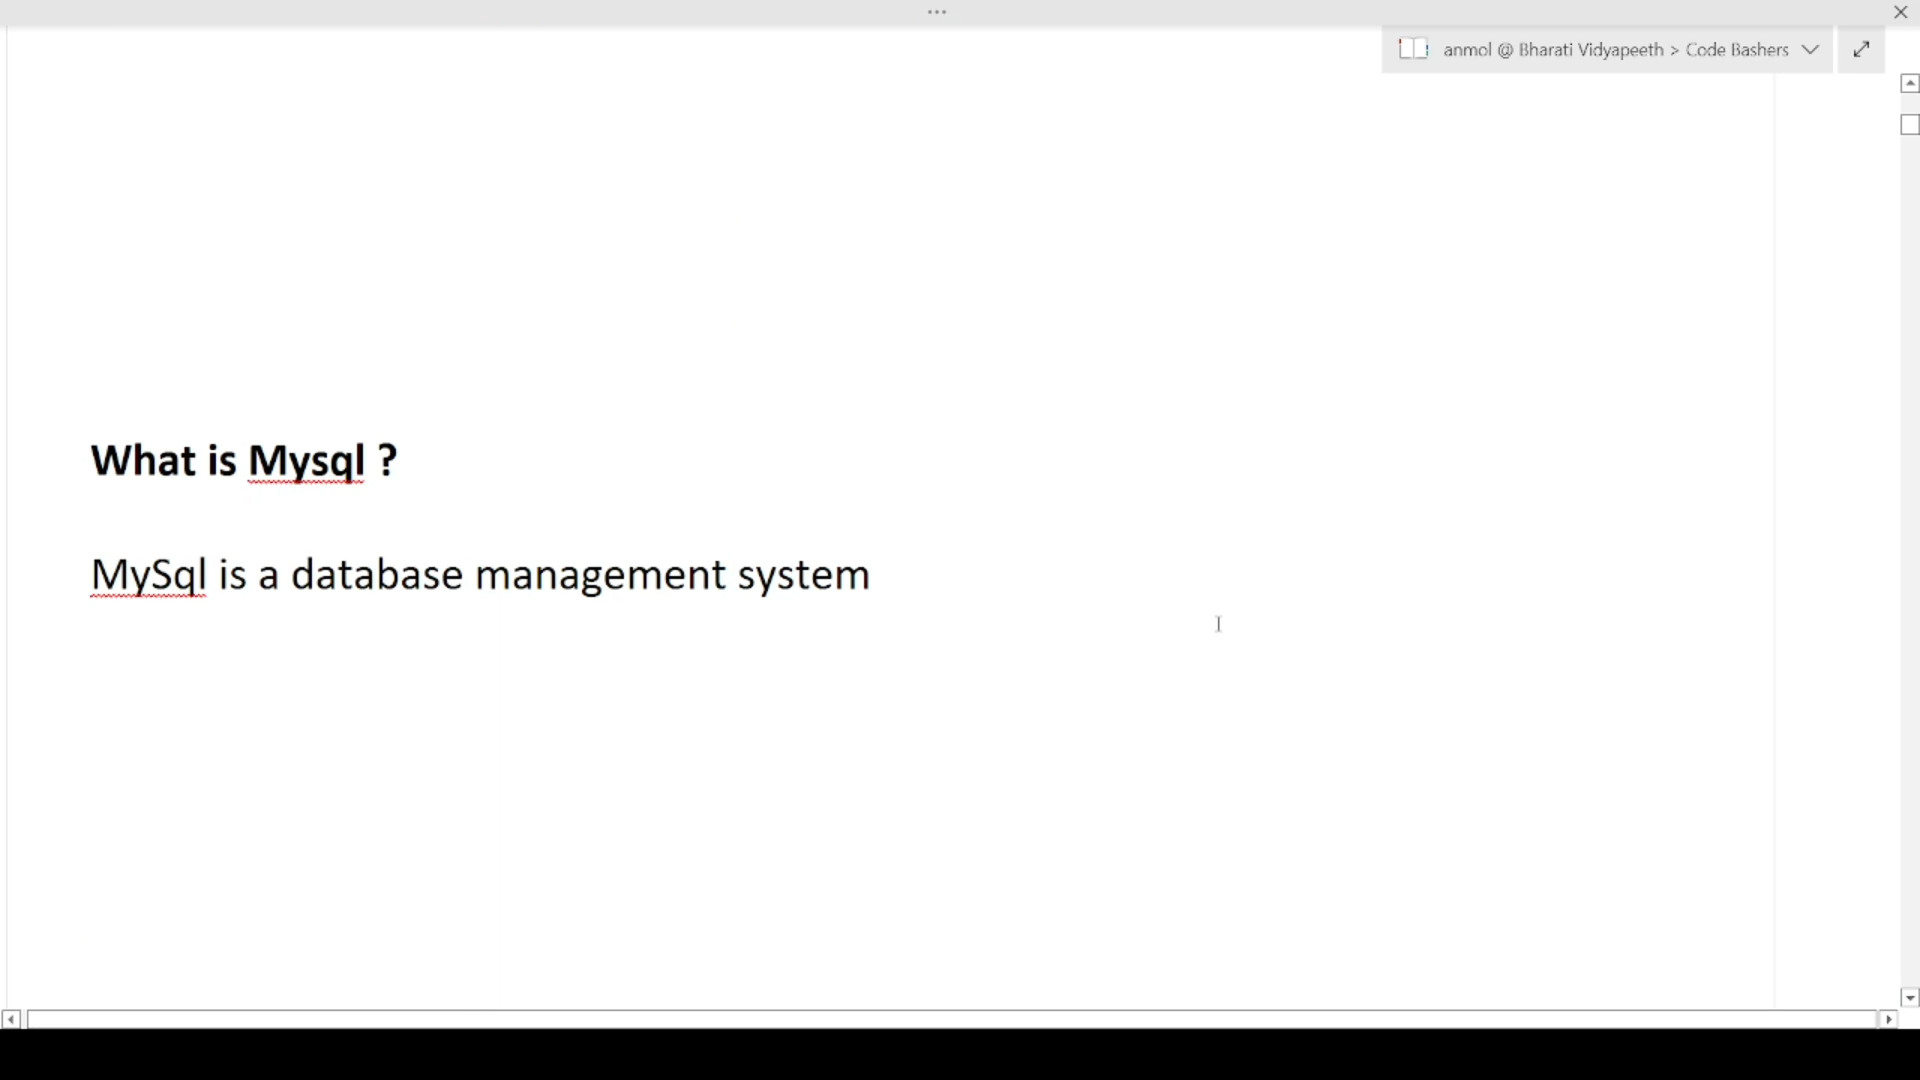 anmol @ Bharati Vidyapeeth > Code Bashers
What is Mysql ?
MySql is a database management system